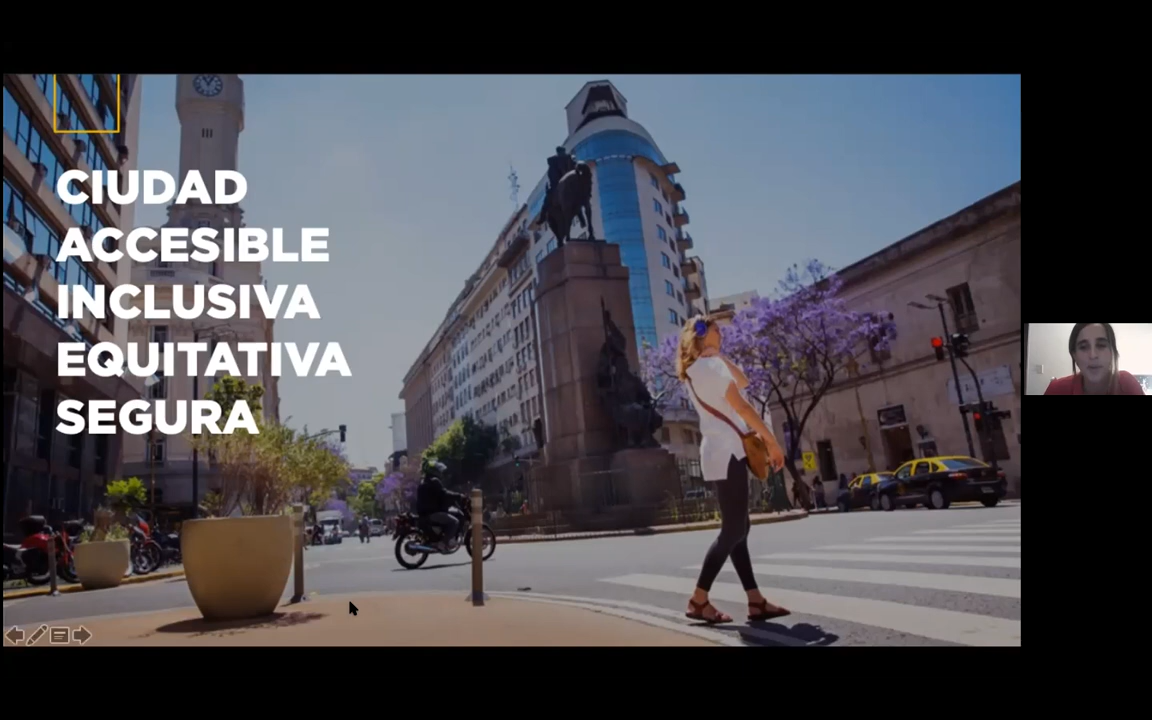 CIUDAD
ACCESIBLE
INCLUSIVA
EQUITATIVA
SEGURA